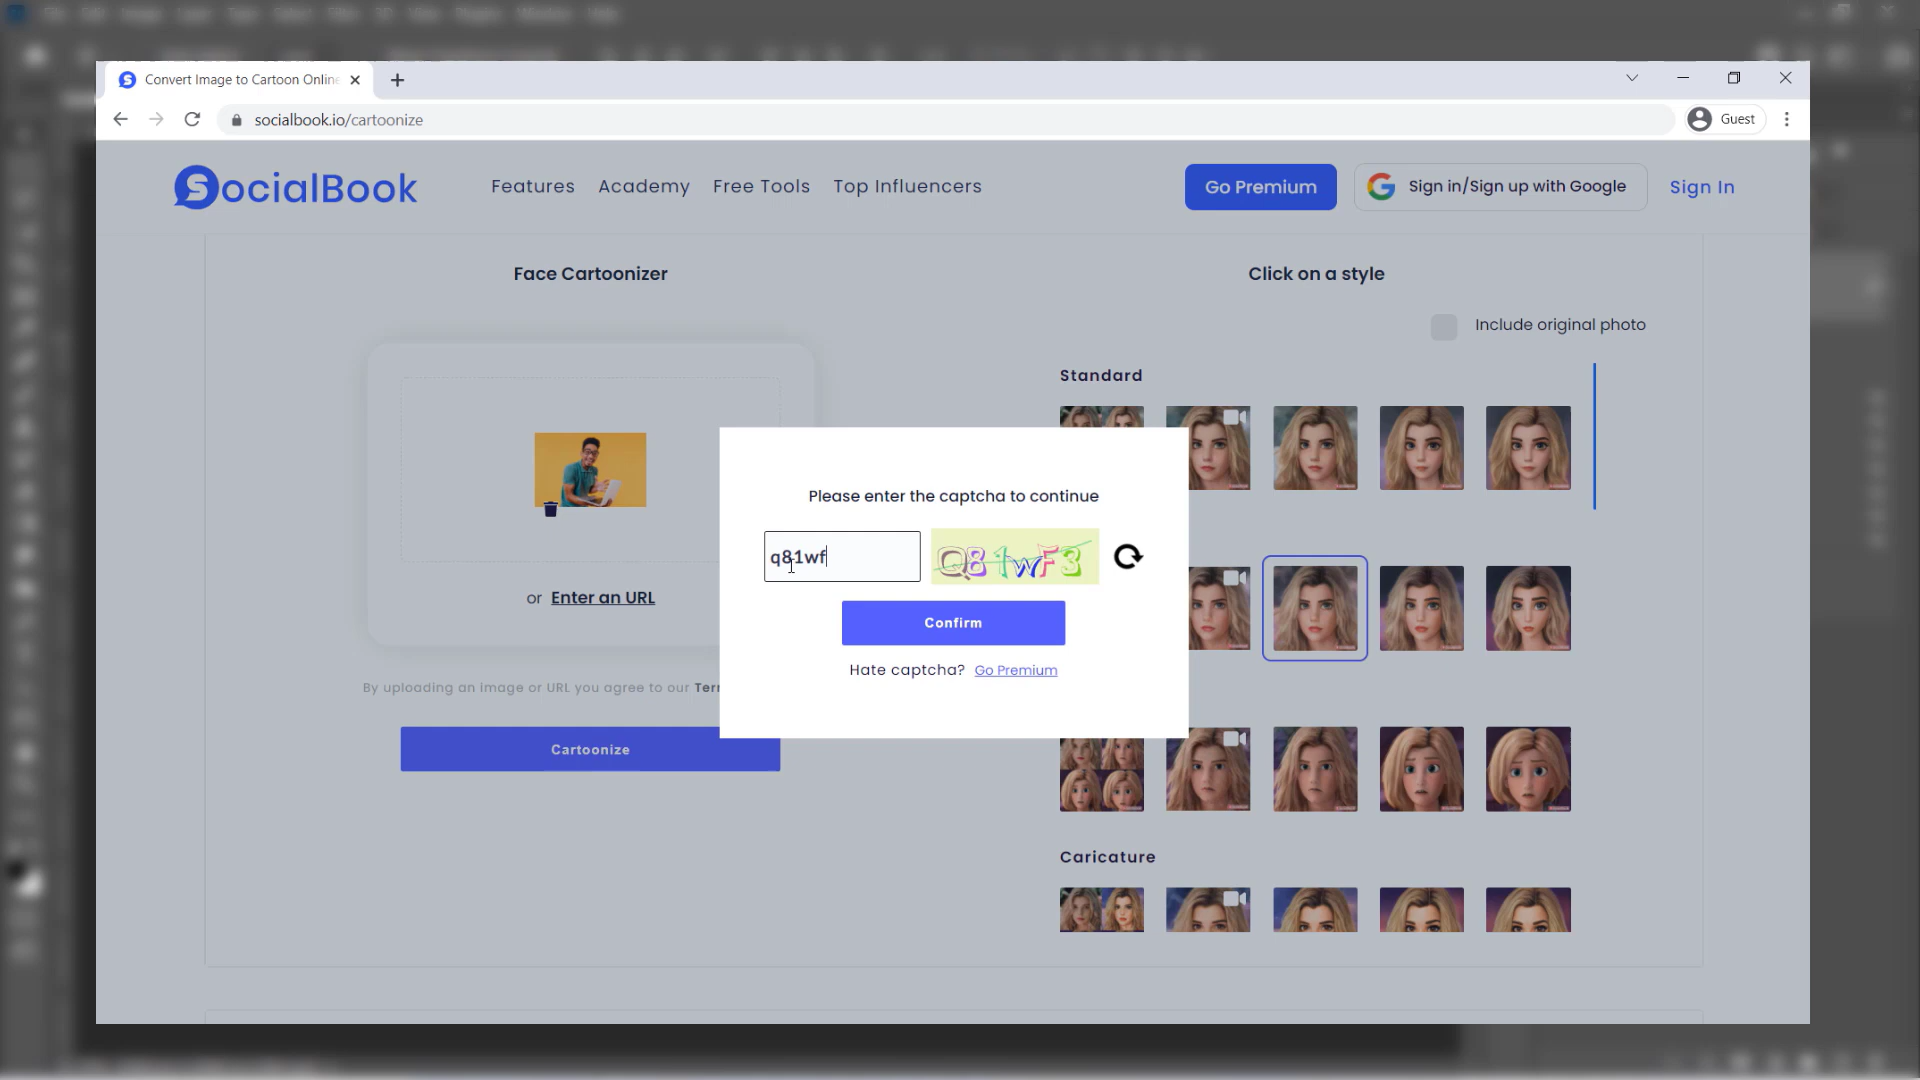 Convert Image to Cartoon Online
socialbook.io/cartoonize
Guest
SocialBook
Features
Academy
Free Tools
Top Influencers
Go Premium
Sign in/Sign up with Google
Sign In
Face Cartoonizer
Click on a style
Include original photo
Standard
Please enter the captcha to continue
q81wf
Q81wF3
or Enter an URL
Confirm
Hate captcha? Go Premium
By uploading an image or URL you agree to our
Cartoonize
Caricature